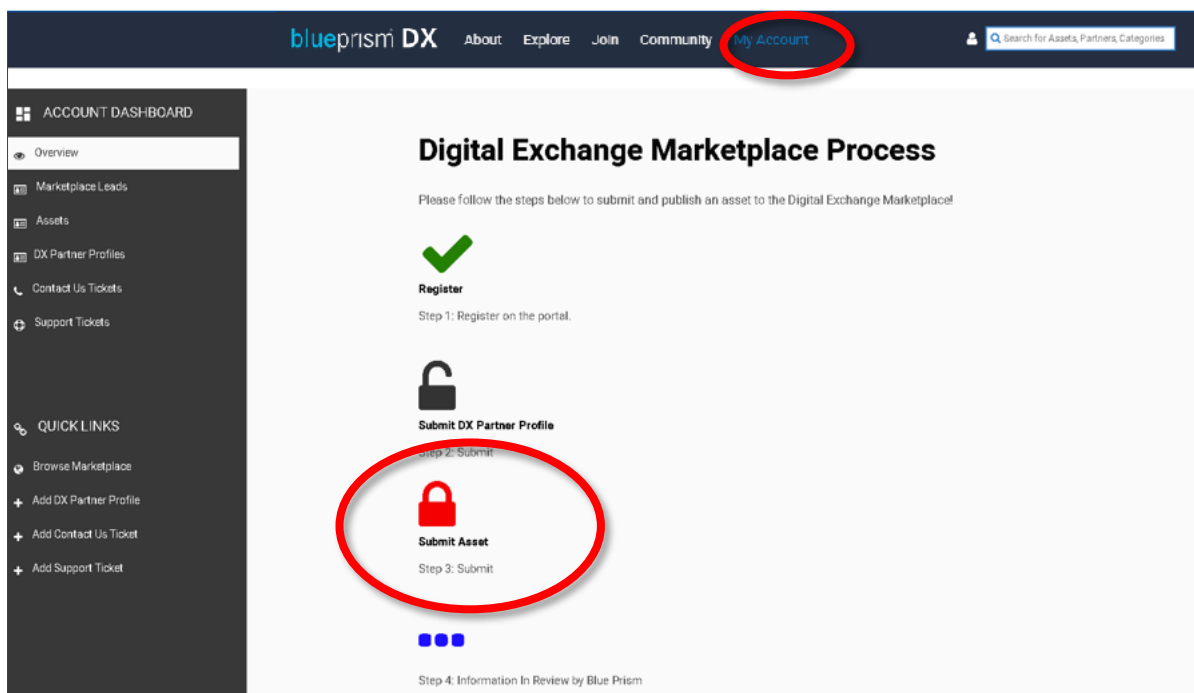 blueprism DX About Explore Join Community My Account Search for Assets, Partners, Categories
ACCOUNT DASHBOARD
Overview
Marketplace Leads
Assets
DX Partner Profiles
Contact Us Tickets
Support Tickets
QUICK LINKS
Browse Marketplace
Add DX Partner Profile
Add Contact Us Ticket
Add Support Ticket
Digital Exchange Marketplace Process
Please follow the steps below to submit and publish an asset to the Digital Exchange Marketplace!
Register
Step 1: Register on the portal.
Submit DX Partner Profile
Step 2: Submit
Submit Asset
Step 3: Submit
Step 4: Information In Review by Blue Prism